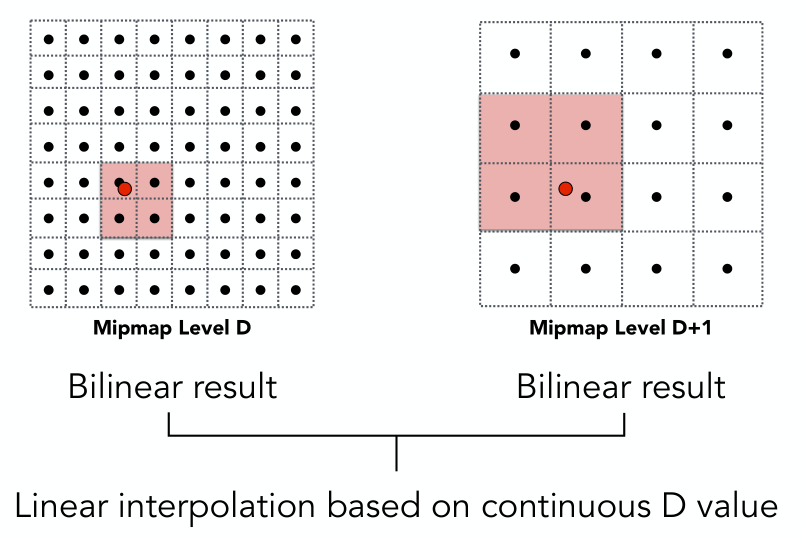 Mipmap Level D
Mipmap Level D+1
Bilinear result
Bilinear result
Linear interpolation based on continuous D value